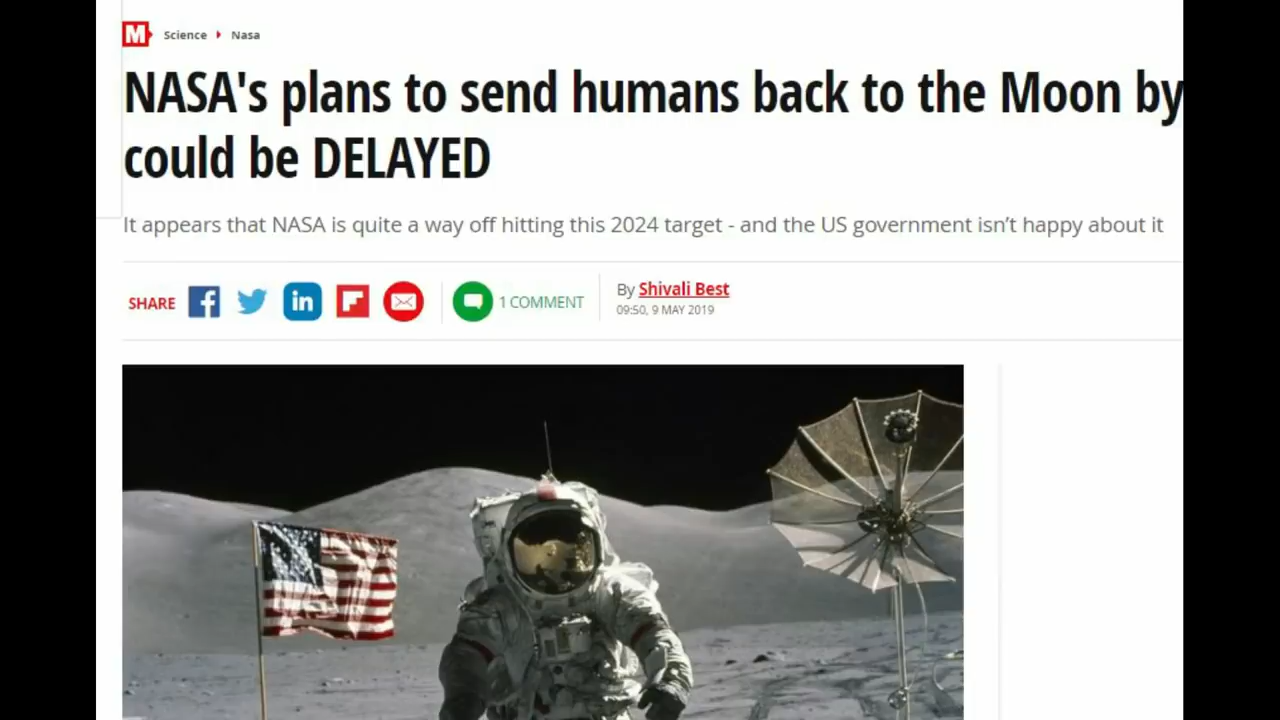 M Science Nasa
NASA's plans to send humans back to the Moon by
could be DELAYED
It appears that NASA is quite a way off hitting this 2024 target - and the US government isn’t happy about it
SHARE 1 COMMENT By Shivali Best
09:50, 9 MAY 2019